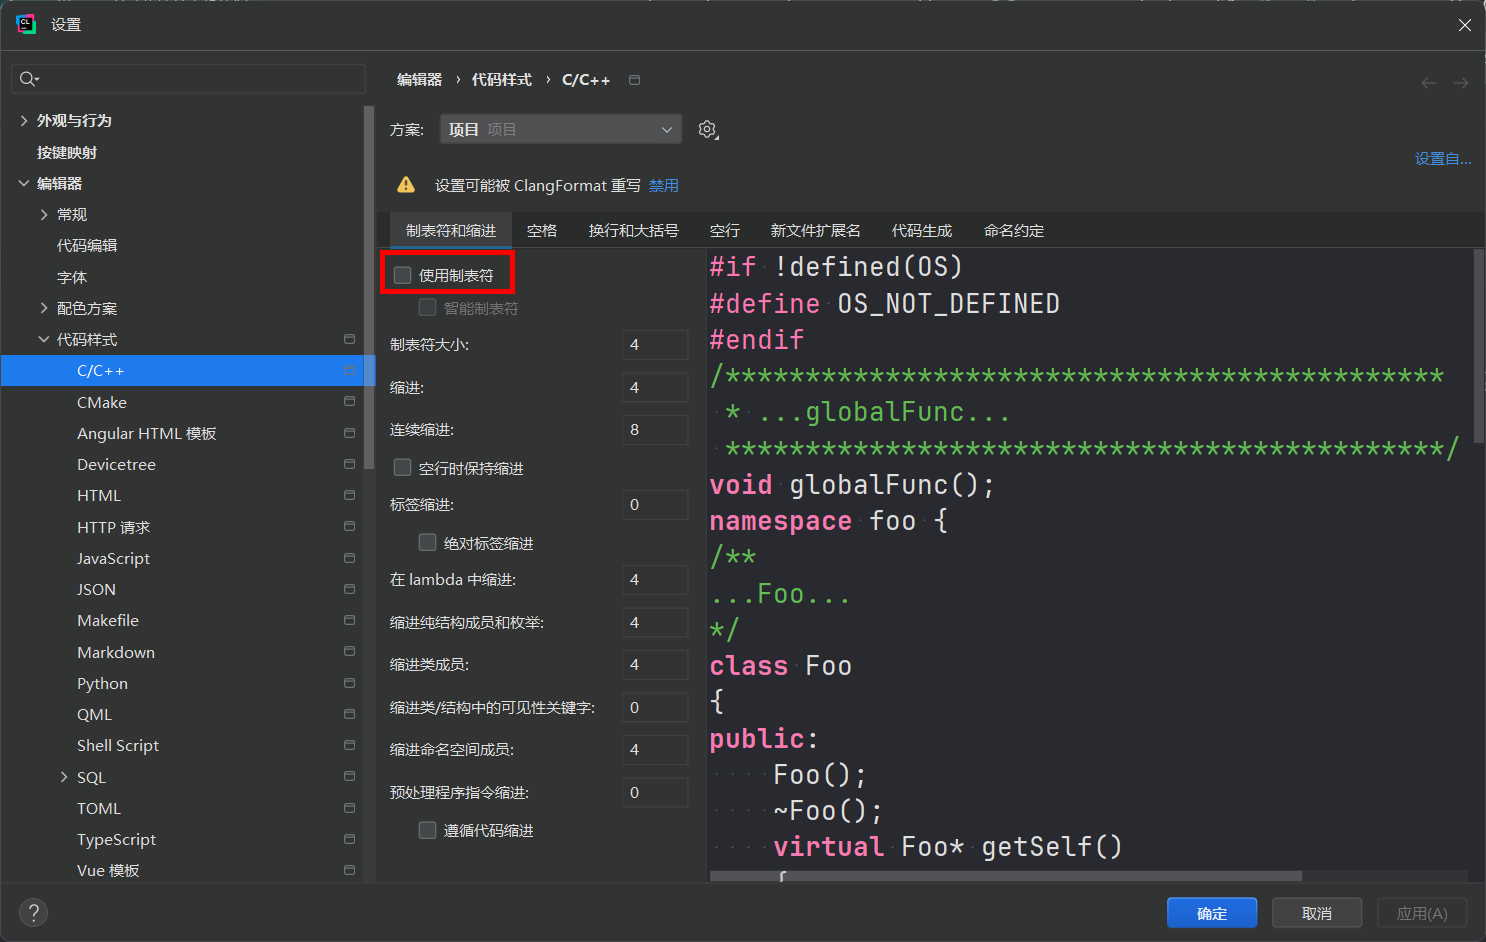 设置
编辑器 › 代码样式 › C/C++
外观与行为
按键映射
编辑器
常规
代码编辑
字体
配色方案
代码样式
C/C++
CMake
Angular HTML 模板
Devicetree
HTML
HTTP 请求
JavaScript
JSON
Makefile
Markdown
Python
QML
Shell Script
SQL
TOML
TypeScript
Vue 模板
方案: 项目 项目
设置自...
设置可能被 ClangFormat 重写 禁用
制表符和缩进 空格 换行和大括号 空行 新文件扩展名 代码生成 命名约定
使用制表符
智能制表符
制表符大小: 4
缩进: 4
连续缩进: 8
空行时保持缩进
标签缩进: 0
绝对标签缩进
在 lambda 中缩进: 4
缩进纯结构成员和枚举: 4
缩进类成员: 4
缩进类/结构中的可见性关键字: 0
缩进命名空间成员: 4
预处理程序指令缩进: 0
遵循代码缩进
#if !defined(OS)
#define OS_NOT_DEFINED
#endif
/*********************************************
 * ...globalFunc...
 *********************************************/
void globalFunc();
namespace foo {
/**
...Foo...
*/
class Foo
{
public:
    Foo();
    ~Foo();
    virtual Foo* getSelf()
    {
? 确定 取消 应用(A)